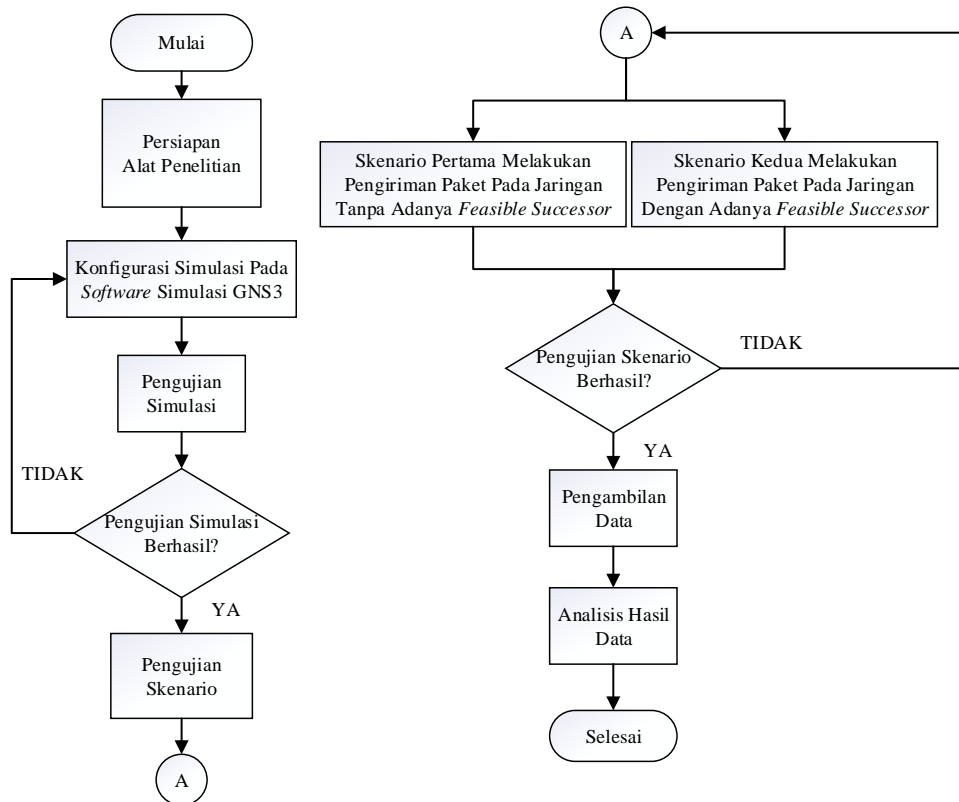 Mulai
Persiapan
Alat Penelitian
Konfigurasi Simulasi Pada
Software Simulasi GNS3
Pengujian
Simulasi
TIDAK
Pengujian Simulasi
Berhasil?
YA
Pengujian
Skenario
A
A
Skenario Pertama Melakukan
Pengiriman Paket Pada Jaringan
Tanpa Adanya Feasible Successor
Skenario Kedua Melakukan
Pengiriman Paket Pada Jaringan
Dengan Adanya Feasible Successor
Pengujian Skenario
Berhasil?
TIDAK
YA
Pengambilan
Data
Analisis Hasil
Data
Selesai